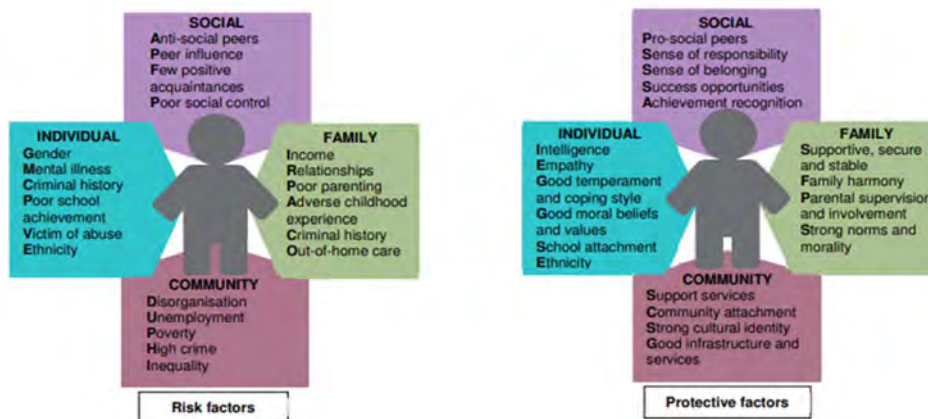 SOCIAL
Anti-social peers
Peer influence
Few positive
acquaintances
Poor social control
INDIVIDUAL
Gender
Mental illness
Criminal history
Poor school
achievement
Victim of abuse
Ethnicity
FAMILY
Income
Relationships
Poor parenting
Adverse childhood
experience
Criminal history
Out-of-home care
COMMUNITY
Disorganisation
Unemployment
Poverty
High crime
Inequality
Risk factors
SOCIAL
Pro-social peers
Sense of responsibility
Sense of belonging
Success opportunities
Achievement recognition
INDIVIDUAL
Intelligence
Empathy
Good temperament
and coping style
Good moral beliefs
and values
School attachment
Ethnicity
FAMILY
Supportive, secure
and stable
Family harmony
Parental supervision
and involvement
Strong norms and
morality
COMMUNITY
Support services
Community attachment
Strong cultural identity
Good infrastructure and
services
Protective factors